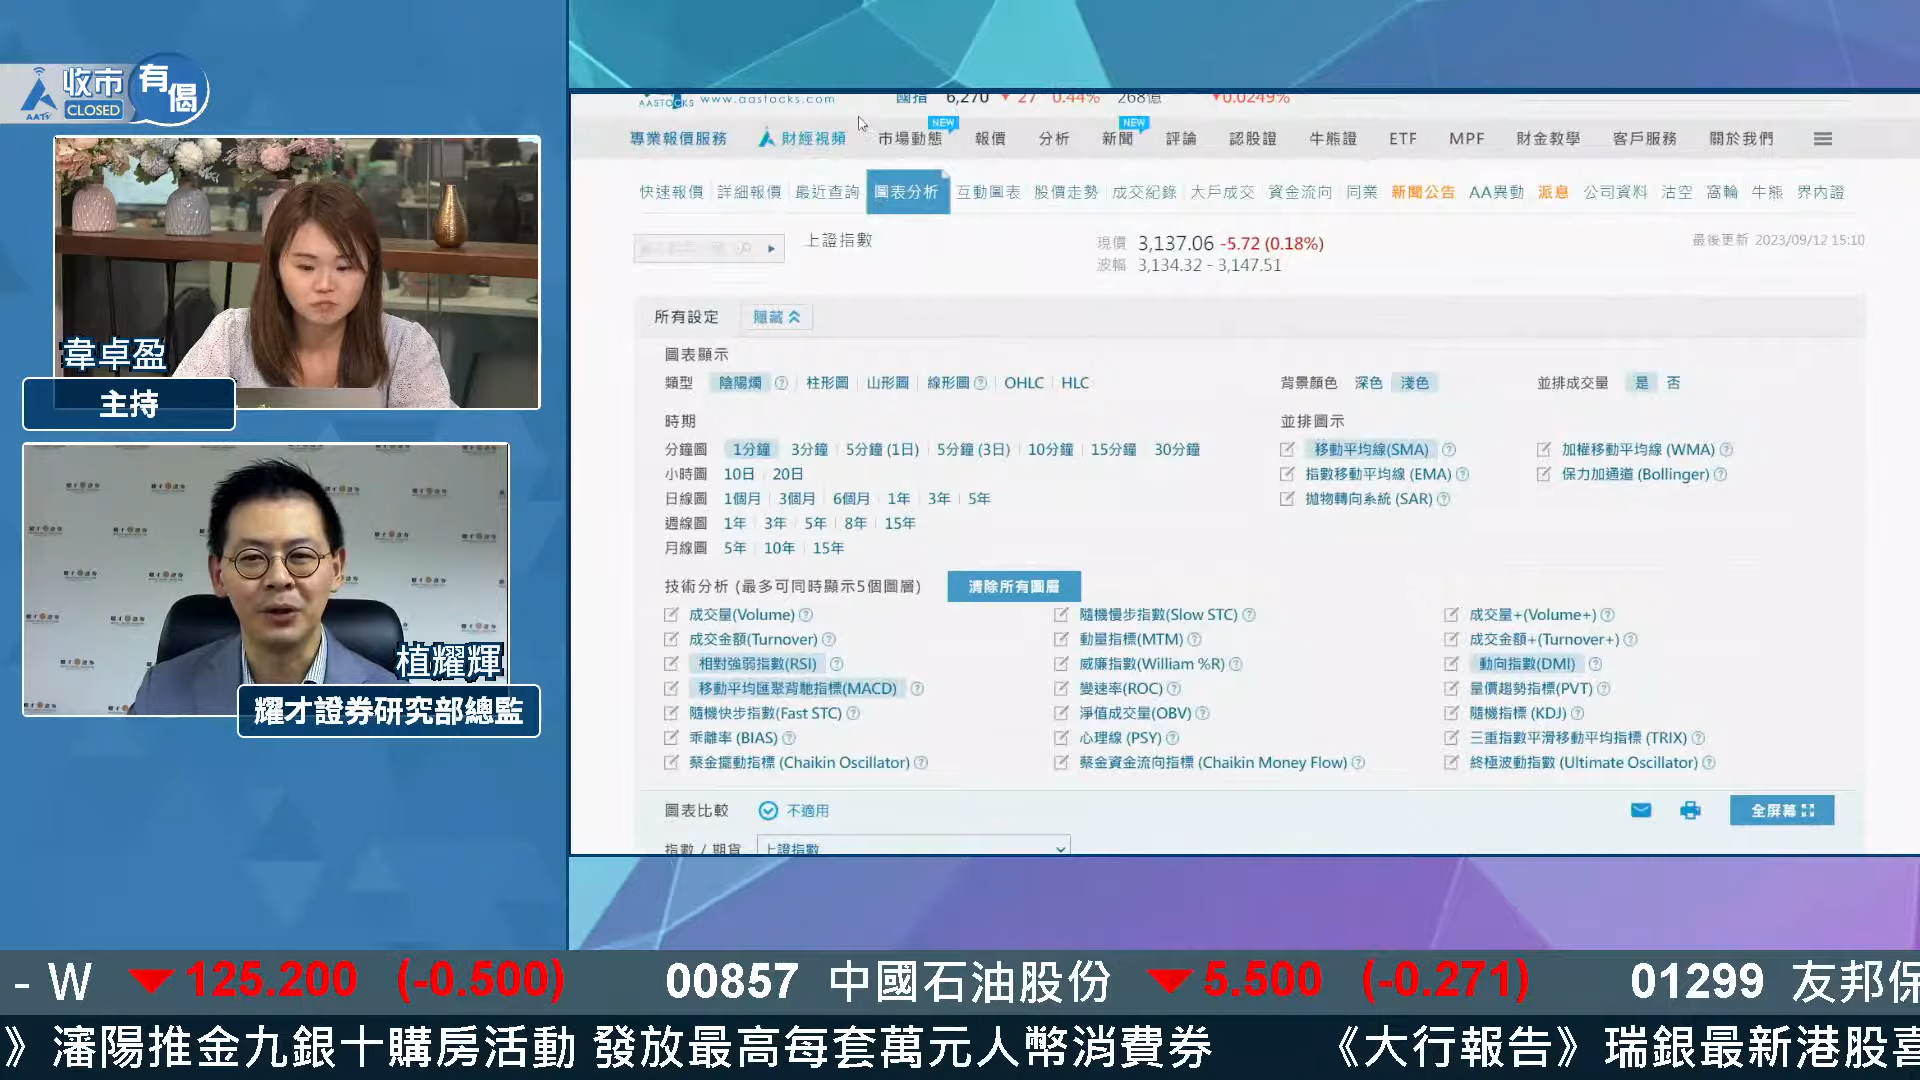 收市
CLOSED
有偈
AATV
韋卓盈
主持
植耀輝
耀才證券研究部總監
AASTOCKS www.aastocks.com
國指 6,270 ▼ 27 0.44% 268億 ▼0.0249%
專業報價服務 財經視頻 市場動態 NEW 報價 分析 新聞 NEW 評論 認股證 牛熊證 ETF MPF 財金教學 客戶服務 關於我們
快速報價 詳細報價 最近查詢 圖表分析 互動圖表 股價走勢 成交紀錄 大戶成交 資金流向 同業 新聞公告 AA異動 派息 公司資料 沽空 窩輪 牛熊 界內證
上證指數
現價 3,137.06 -5.72 (0.18%)
波幅 3,134.32 - 3,147.51
最後更新 2023/09/12 15:10
所有設定 隱藏
圖表顯示
類型 陰陽燭 柱形圖 山形圖 線形圖 OHLC HLC
背景顏色 深色 淺色
並排成交量 是 否
時期
分鐘圖 1分鐘 3分鐘 5分鐘 (1日) 5分鐘 (3日) 10分鐘 15分鐘 30分鐘
小時圖 10日 20日
日線圖 1個月 3個月 6個月 1年 3年 5年
週線圖 1年 3年 5年 8年 15年
月線圖 5年 10年 15年
並排圖示
移動平均線(SMA) 加權移動平均線 (WMA)
指數移動平均線 (EMA) 保力加通道 (Bollinger)
拋物轉向系統 (SAR)
技術分析 (最多可同時顯示5個圖層) 清除所有圖層
成交量(Volume) 隨機慢步指數(Slow STC) 成交量+(Volume+)
成交金額(Turnover) 動量指標(MTM) 成交金額+(Turnover+)
相對強弱指數(RSI) 威廉指數(William %R) 動向指數(DMI)
移動平均匯聚背馳指標(MACD) 變速率(ROC) 量價趨勢指標(PVT)
隨機快步指數(Fast STC) 淨值成交量(OBV) 隨機指標 (KDJ)
乖離率 (BIAS) 心理線 (PSY) 三重指數平滑移動平均指標 (TRIX)
蔡金擺動指標 (Chaikin Oscillator) 蔡金資金流向指標 (Chaikin Money Flow) 終極波動指數 (Ultimate Oscillator)
圖表比較 不適用 全屏幕
指數 / 期貨 上證指數
- W ▼125.200 (-0.500) 00857 中國石油股份 ▼5.500 (-0.271) 01299 友邦保
》瀋陽推金九銀十購房活動 發放最高每套萬元人幣消費券 《大行報告》瑞銀最新港股喜